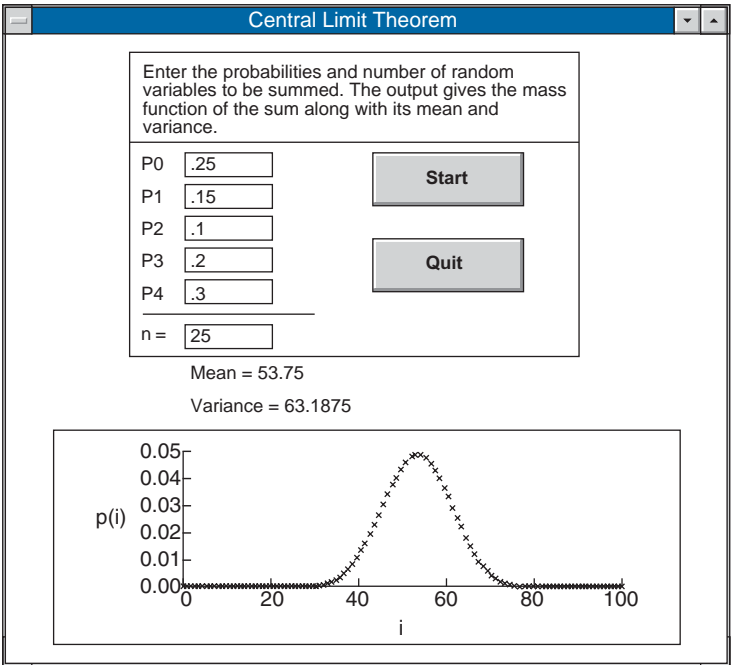 Central Limit Theorem
Enter the probabilities and number of random
variables to be summed. The output gives the mass
function of the sum along with its mean and
variance.
P0 .25
P1 .15
P2 .1
P3 .2
P4 .3
n = 25
Start
Quit
Mean = 53.75
Variance = 63.1875
0.05
0.04
0.03
p(i)
0.02
0.01
0.00
0 20 40 60 80 100
i